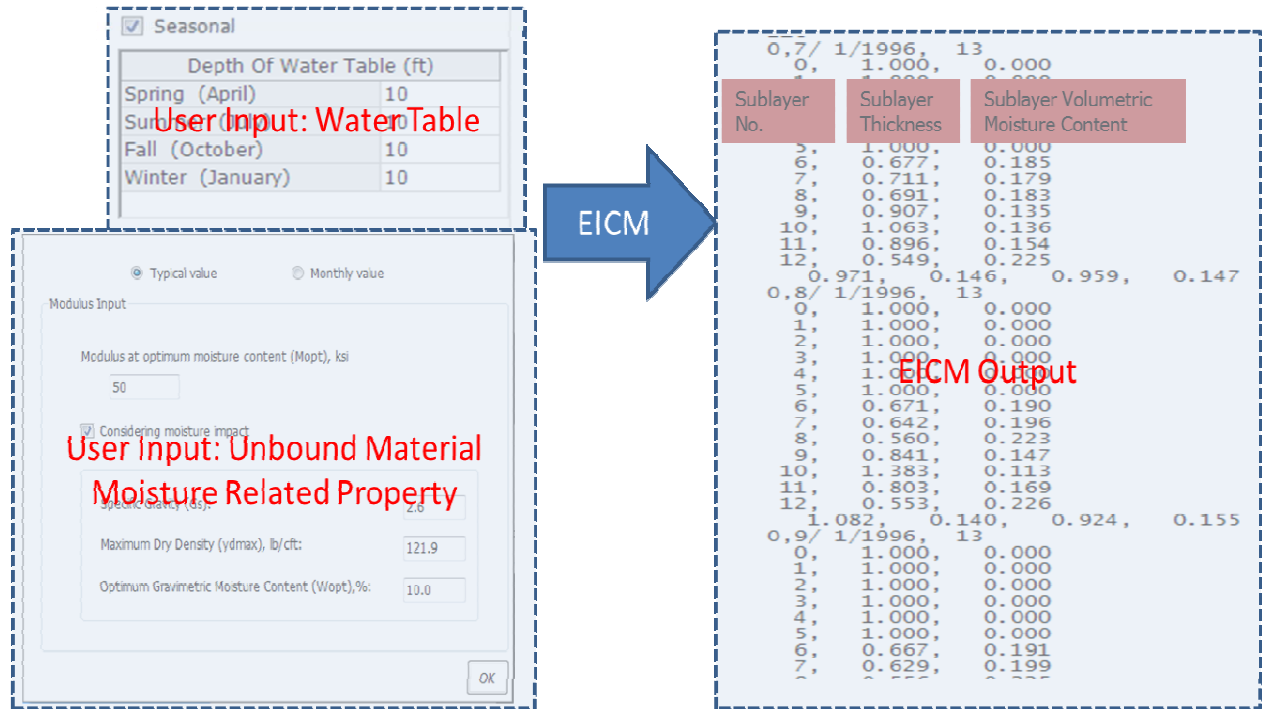 Seasonal
Depth Of Water Table (ft)
Spring (April) 10
Summer (July) 10
User Input: Water Table
Fall (October) 10
Winter (January) 10
Typical value Monthly value
Modulus Input
Modulus at optimum moisture content (Mopt), ksi
50
Considering moisture impact
User Input: Unbound Material
Moisture Related Property
Specific Gravity (Gs): 2.6
Maximum Dry Density (γdmax), lb/cft: 121.9
Optimum Gravimetric Moisture Content (Wopt),%: 10.0
OK
EICM
0,7/ 1/1996, 13
0, 1.000, 0.000
Sublayer No.
Sublayer Thickness
Sublayer Volumetric Moisture Content
5, 1.000, 0.000
6, 0.677, 0.185
7, 0.711, 0.179
8, 0.691, 0.183
9, 0.907, 0.135
10, 1.063, 0.136
11, 0.896, 0.154
12, 0.549, 0.225
0.971, 0.146, 0.959, 0.147
0,8/ 1/1996, 13
0, 1.000, 0.000
1, 1.000, 0.000
2, 1.000, 0.000
3, 1.000, 0.000
EICM Output
4, 1.000, 0.000
5, 1.000, 0.000
6, 0.671, 0.190
7, 0.642, 0.196
8, 0.560, 0.223
9, 0.841, 0.147
10, 1.383, 0.113
11, 0.803, 0.169
12, 0.553, 0.226
1.082, 0.140, 0.924, 0.155
0,9/ 1/1996, 13
0, 1.000, 0.000
1, 1.000, 0.000
2, 1.000, 0.000
3, 1.000, 0.000
4, 1.000, 0.000
5, 1.000, 0.000
6, 0.667, 0.191
7, 0.629, 0.199